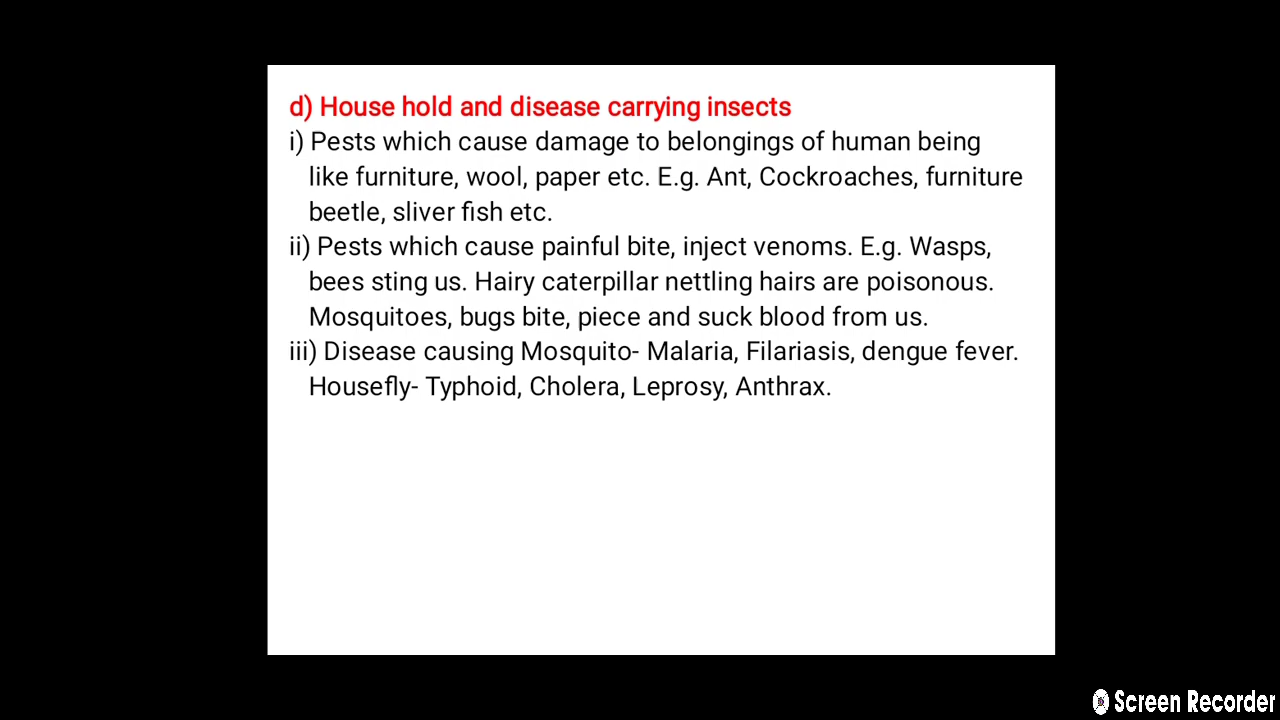 d) House hold and disease carrying insects
i) Pests which cause damage to belongings of human being
like furniture, wool, paper etc. E.g. Ant, Cockroaches, furniture
beetle, sliver fish etc.
ii) Pests which cause painful bite, inject venoms. E.g. Wasps,
bees sting us. Hairy caterpillar nettling hairs are poisonous.
Mosquitoes, bugs bite, piece and suck blood from us.
iii) Disease causing Mosquito- Malaria, Filariasis, dengue fever.
Housefly- Typhoid, Cholera, Leprosy, Anthrax.
Screen Recorder